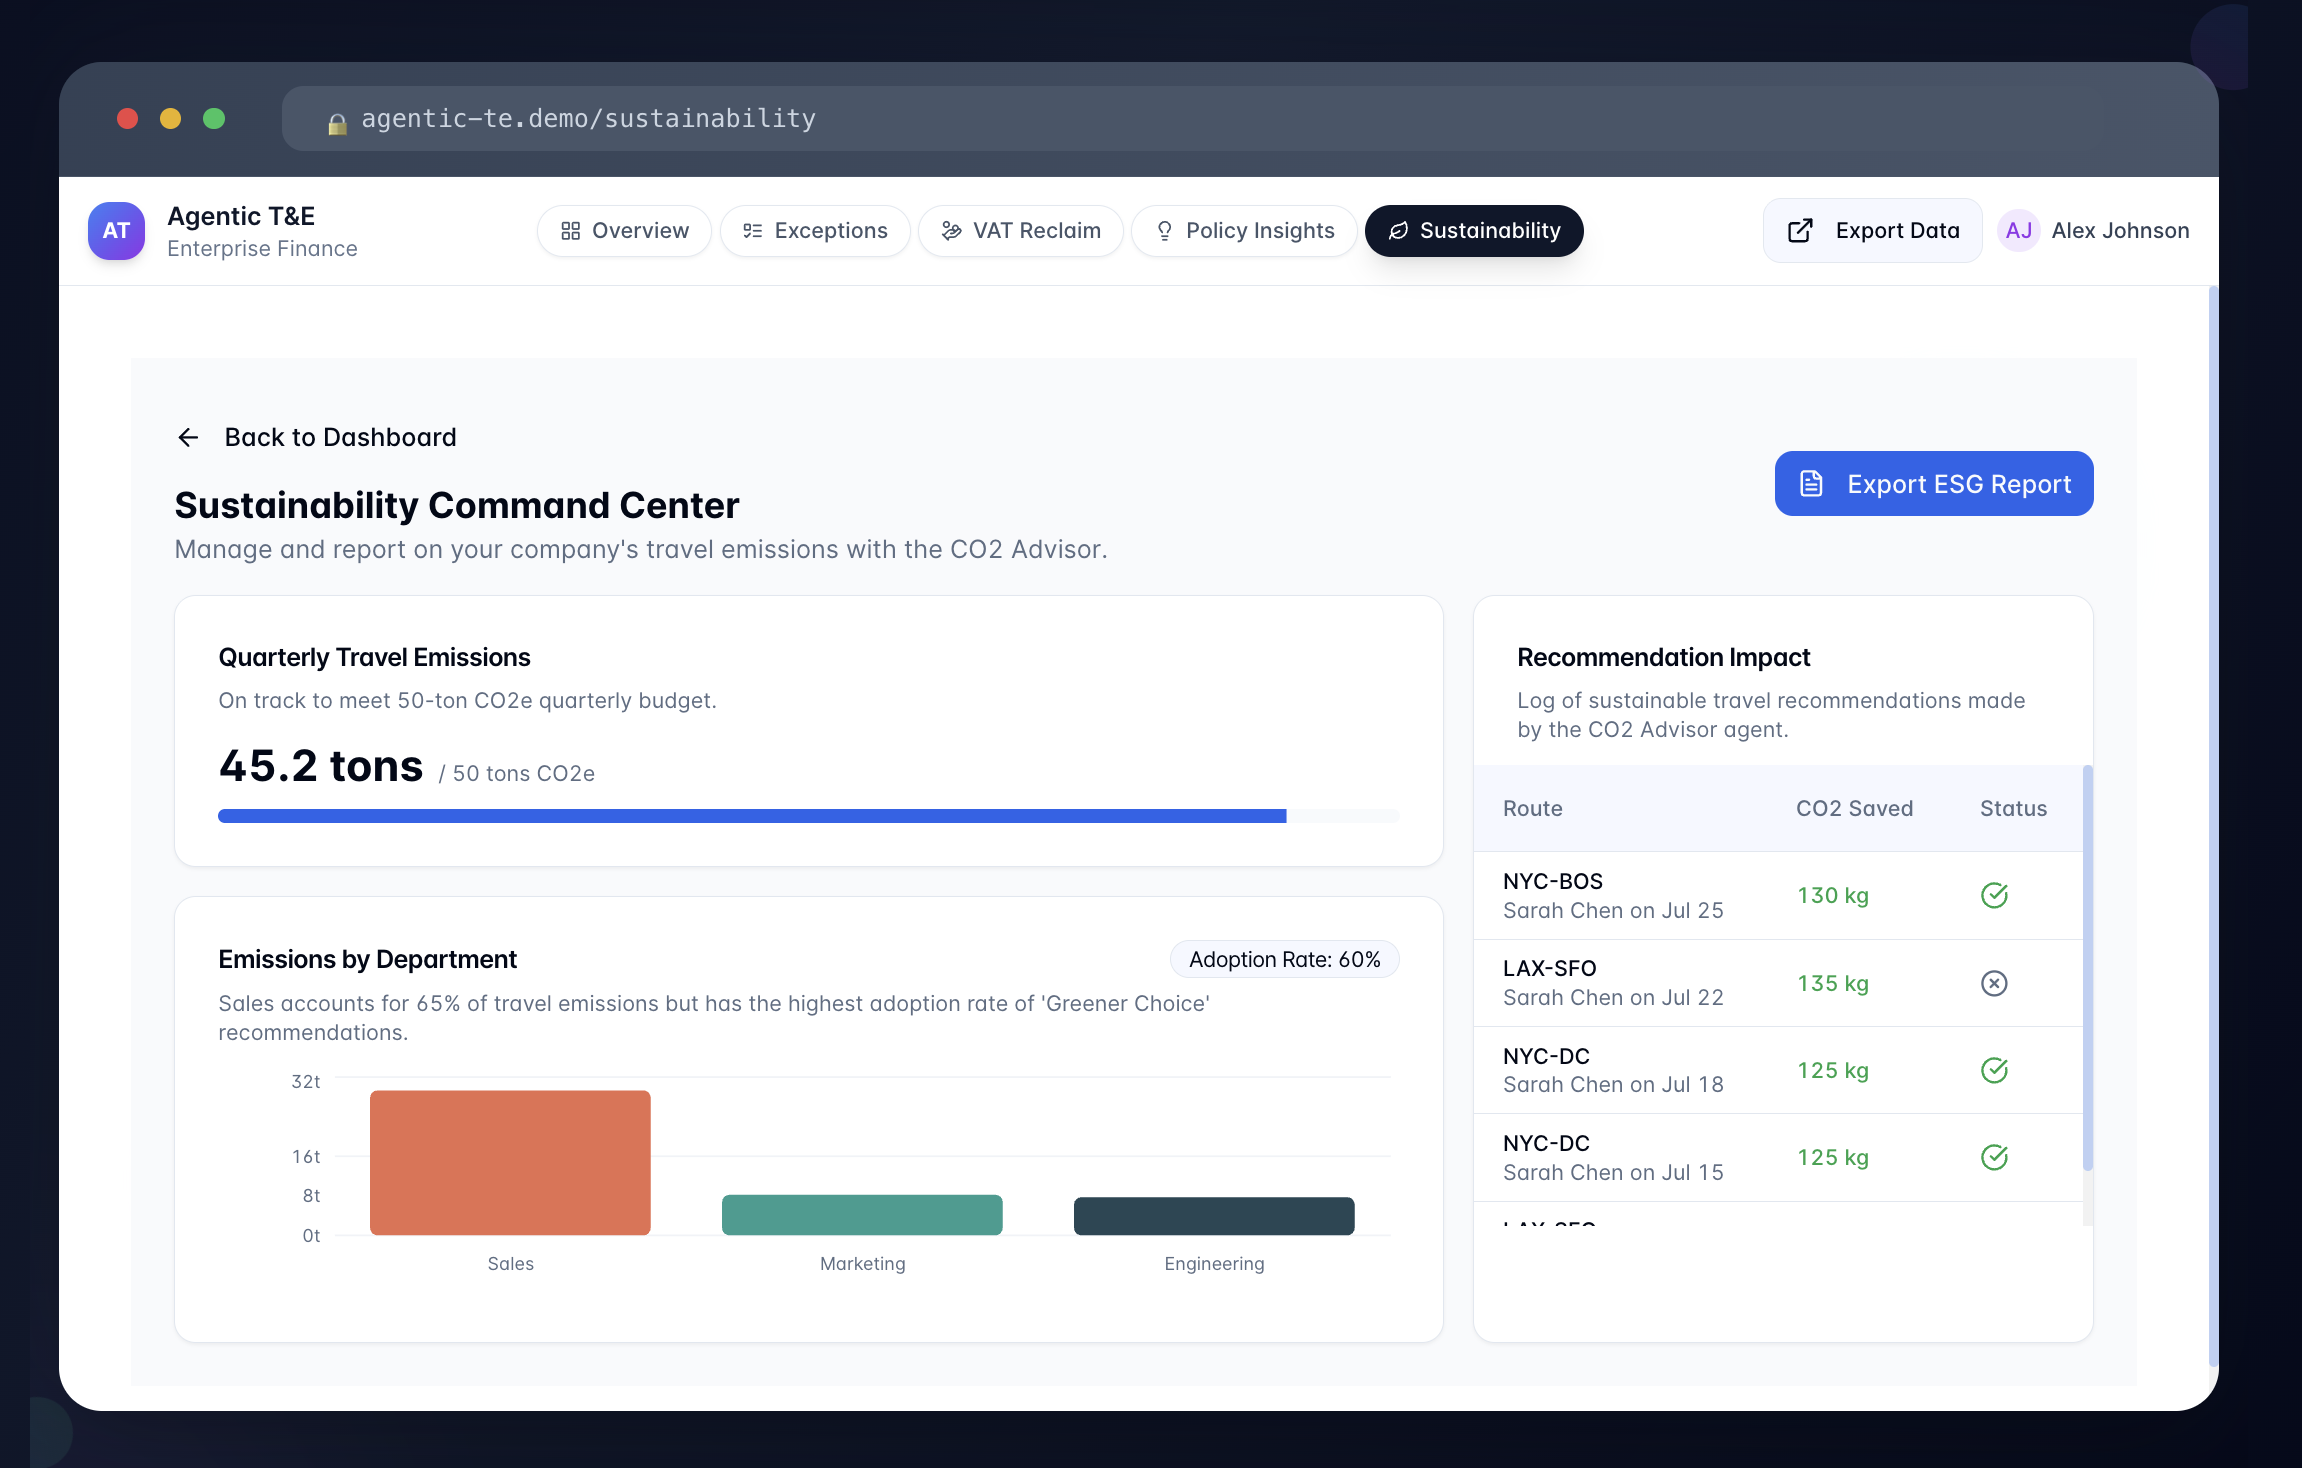 agentic-te.demo/sustainability
AT
Agentic T&E
Enterprise Finance
Overview
Exceptions
VAT Reclaim
Policy Insights
Sustainability
Export Data
AJ
Alex Johnson
Back to Dashboard
Sustainability Command Center
Manage and report on your company's travel emissions with the CO2 Advisor.
Export ESG Report
Quarterly Travel Emissions
On track to meet 50-ton CO2e quarterly budget.
45.2 tons / 50 tons CO2e
Emissions by Department
Adoption Rate: 60%
Sales accounts for 65% of travel emissions but has the highest adoption rate of 'Greener Choice'
recommendations.
32t
16t
8t
0t
Sales
Marketing
Engineering
Recommendation Impact
Log of sustainable travel recommendations made
by the CO2 Advisor agent.
Route CO2 Saved Status
NYC-BOS
Sarah Chen on Jul 25
130 kg
LAX-SFO
Sarah Chen on Jul 22
135 kg
NYC-DC
Sarah Chen on Jul 18
125 kg
NYC-DC
Sarah Chen on Jul 15
125 kg